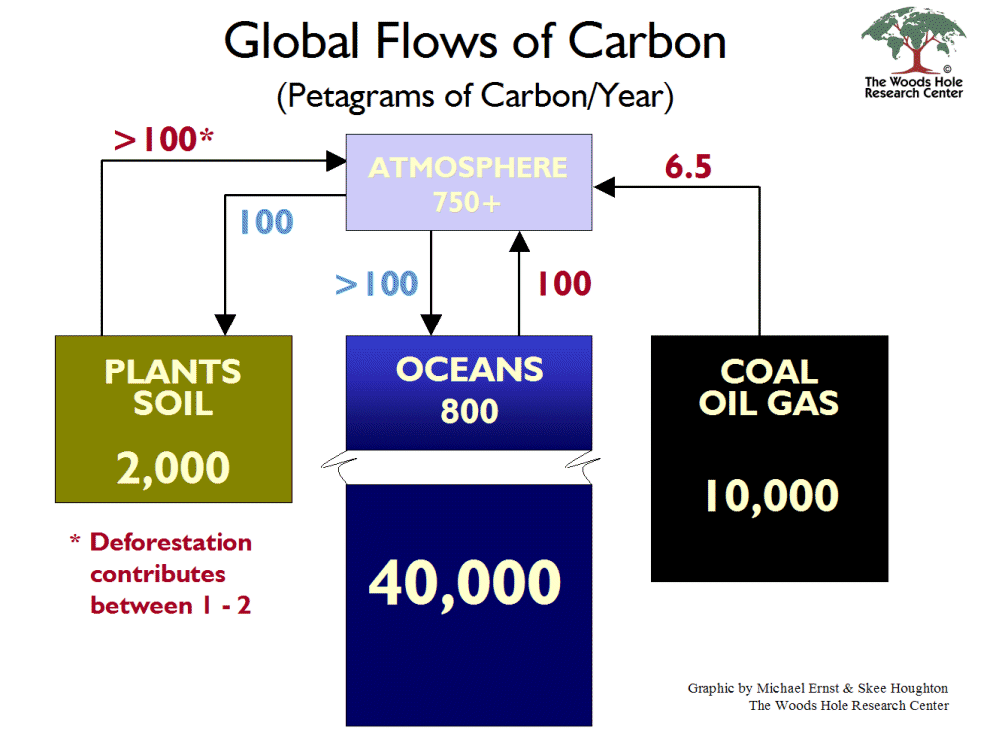 Global Flows of Carbon
(Petagrams of Carbon/Year)
©
The Woods Hole
Research Center
>100*
ATMOSPHERE
750+
6.5
100
>100
100
PLANTS
SOIL
2,000
OCEANS
800
COAL
OIL GAS
10,000
* Deforestation
contributes
between 1 - 2
40,000
Graphic by Michael Ernst & Skee Houghton
The Woods Hole Research Center